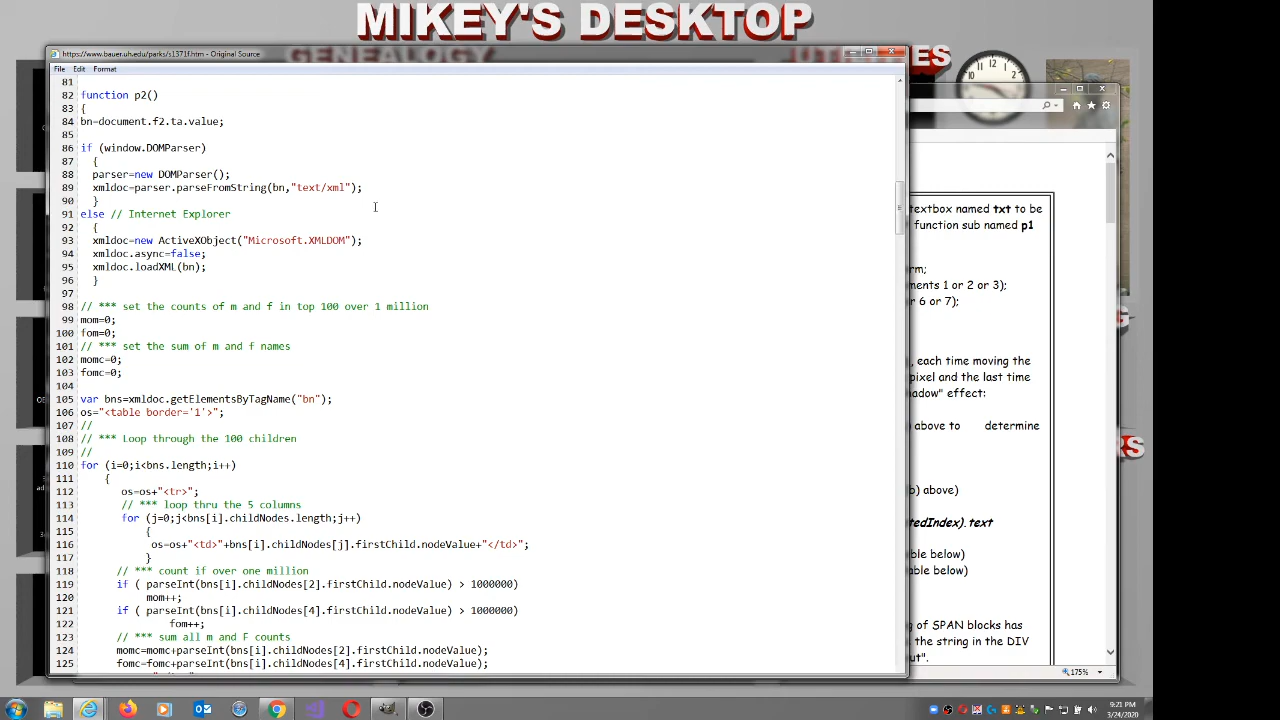 MIKEY'S DESKTOP
https://www.bauer.uh.edu/parks/s1371f.htm - Original Source
GENEALOGY
File Edit Format
81
82 function p2()
83 {
84 bn=document.f2.ta.value;
85
86 if (window.DOMParser)
87 {
88 parser=new DOMParser();
89 xmldoc=parser.parseFromString(bn,"text/xml");
90 }
91 else // Internet Explorer
92 {
93 xmldoc=new ActiveXObject("Microsoft.XMLDOM");
94 xmldoc.async=false;
95 xmldoc.loadXML(bn);
96 }
97
98 // *** set the counts of m and f in top 100 over 1 million
99 mom=0;
100 fom=0;
101 // *** set the sum of m and f names
102 momc=0;
103 fomc=0;
104
105 var bns=xmldoc.getElementsByTagName("bn");
106 os="<table border='1'>";
107 //
108 // *** Loop through the 100 children
109 //
110 for (i=0;i<bns.length;i++)
111 {
112 os=os+"<tr>";
113 // *** loop thru the 5 columns
114 for (j=0;j<bns[i].childNodes.length;j++)
115 {
116 os=os+"<td>"+bns[i].childNodes[j].firstChild.nodeValue+"</td>";
117 }
118 // *** count if over one million
119 if ( parseInt(bns[i].childNodes[2].firstChild.nodeValue) > 1000000)
120 mom++;
121 if ( parseInt(bns[i].childNodes[4].firstChild.nodeValue) > 1000000)
122 fom++;
123 // *** sum all m and F counts
124 momc=momc+parseInt(bns[i].childNodes[2].firstChild.nodeValue);
125 fomc=fomc+parseInt(bns[i].childNodes[4].firstChild.nodeValue);
textbox named txt to be
function sub named p1
rm;
ments 1 or 2 or 3);
r 6 or 7);
, each time moving the
pixel and the last time
adow" effect:
above to determine
b) above)
tedIndex).text
able below)
able below)
g of SPAN blocks has
the string in the DIV
ut".
175%
9:21 PM
3/24/2020